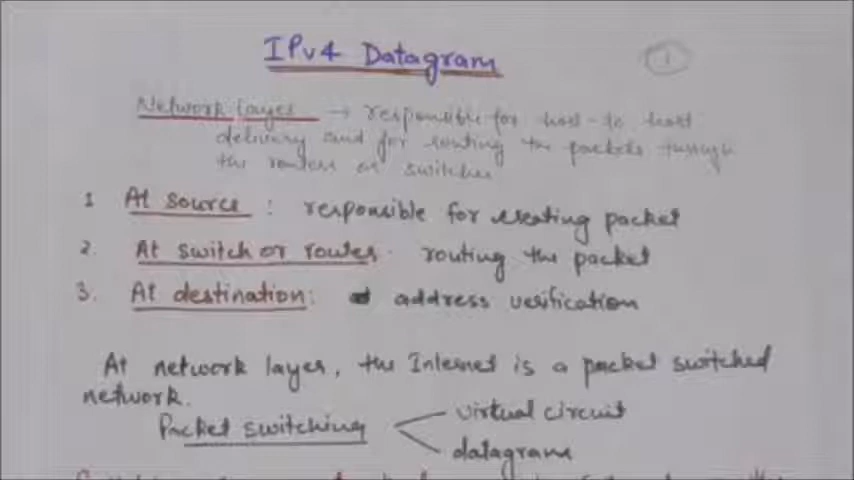 IPv4 Datagram
1
Network layer → responsible for host-to host
delivery and for routing the packets through
the routers or switches
1 At source : responsible for creating packet
2. At switch or router. routing the packet
3. At destination: address verification
At network layer, the Internet is a packet switched
network.
Packet switching
virtual circuit
datagram